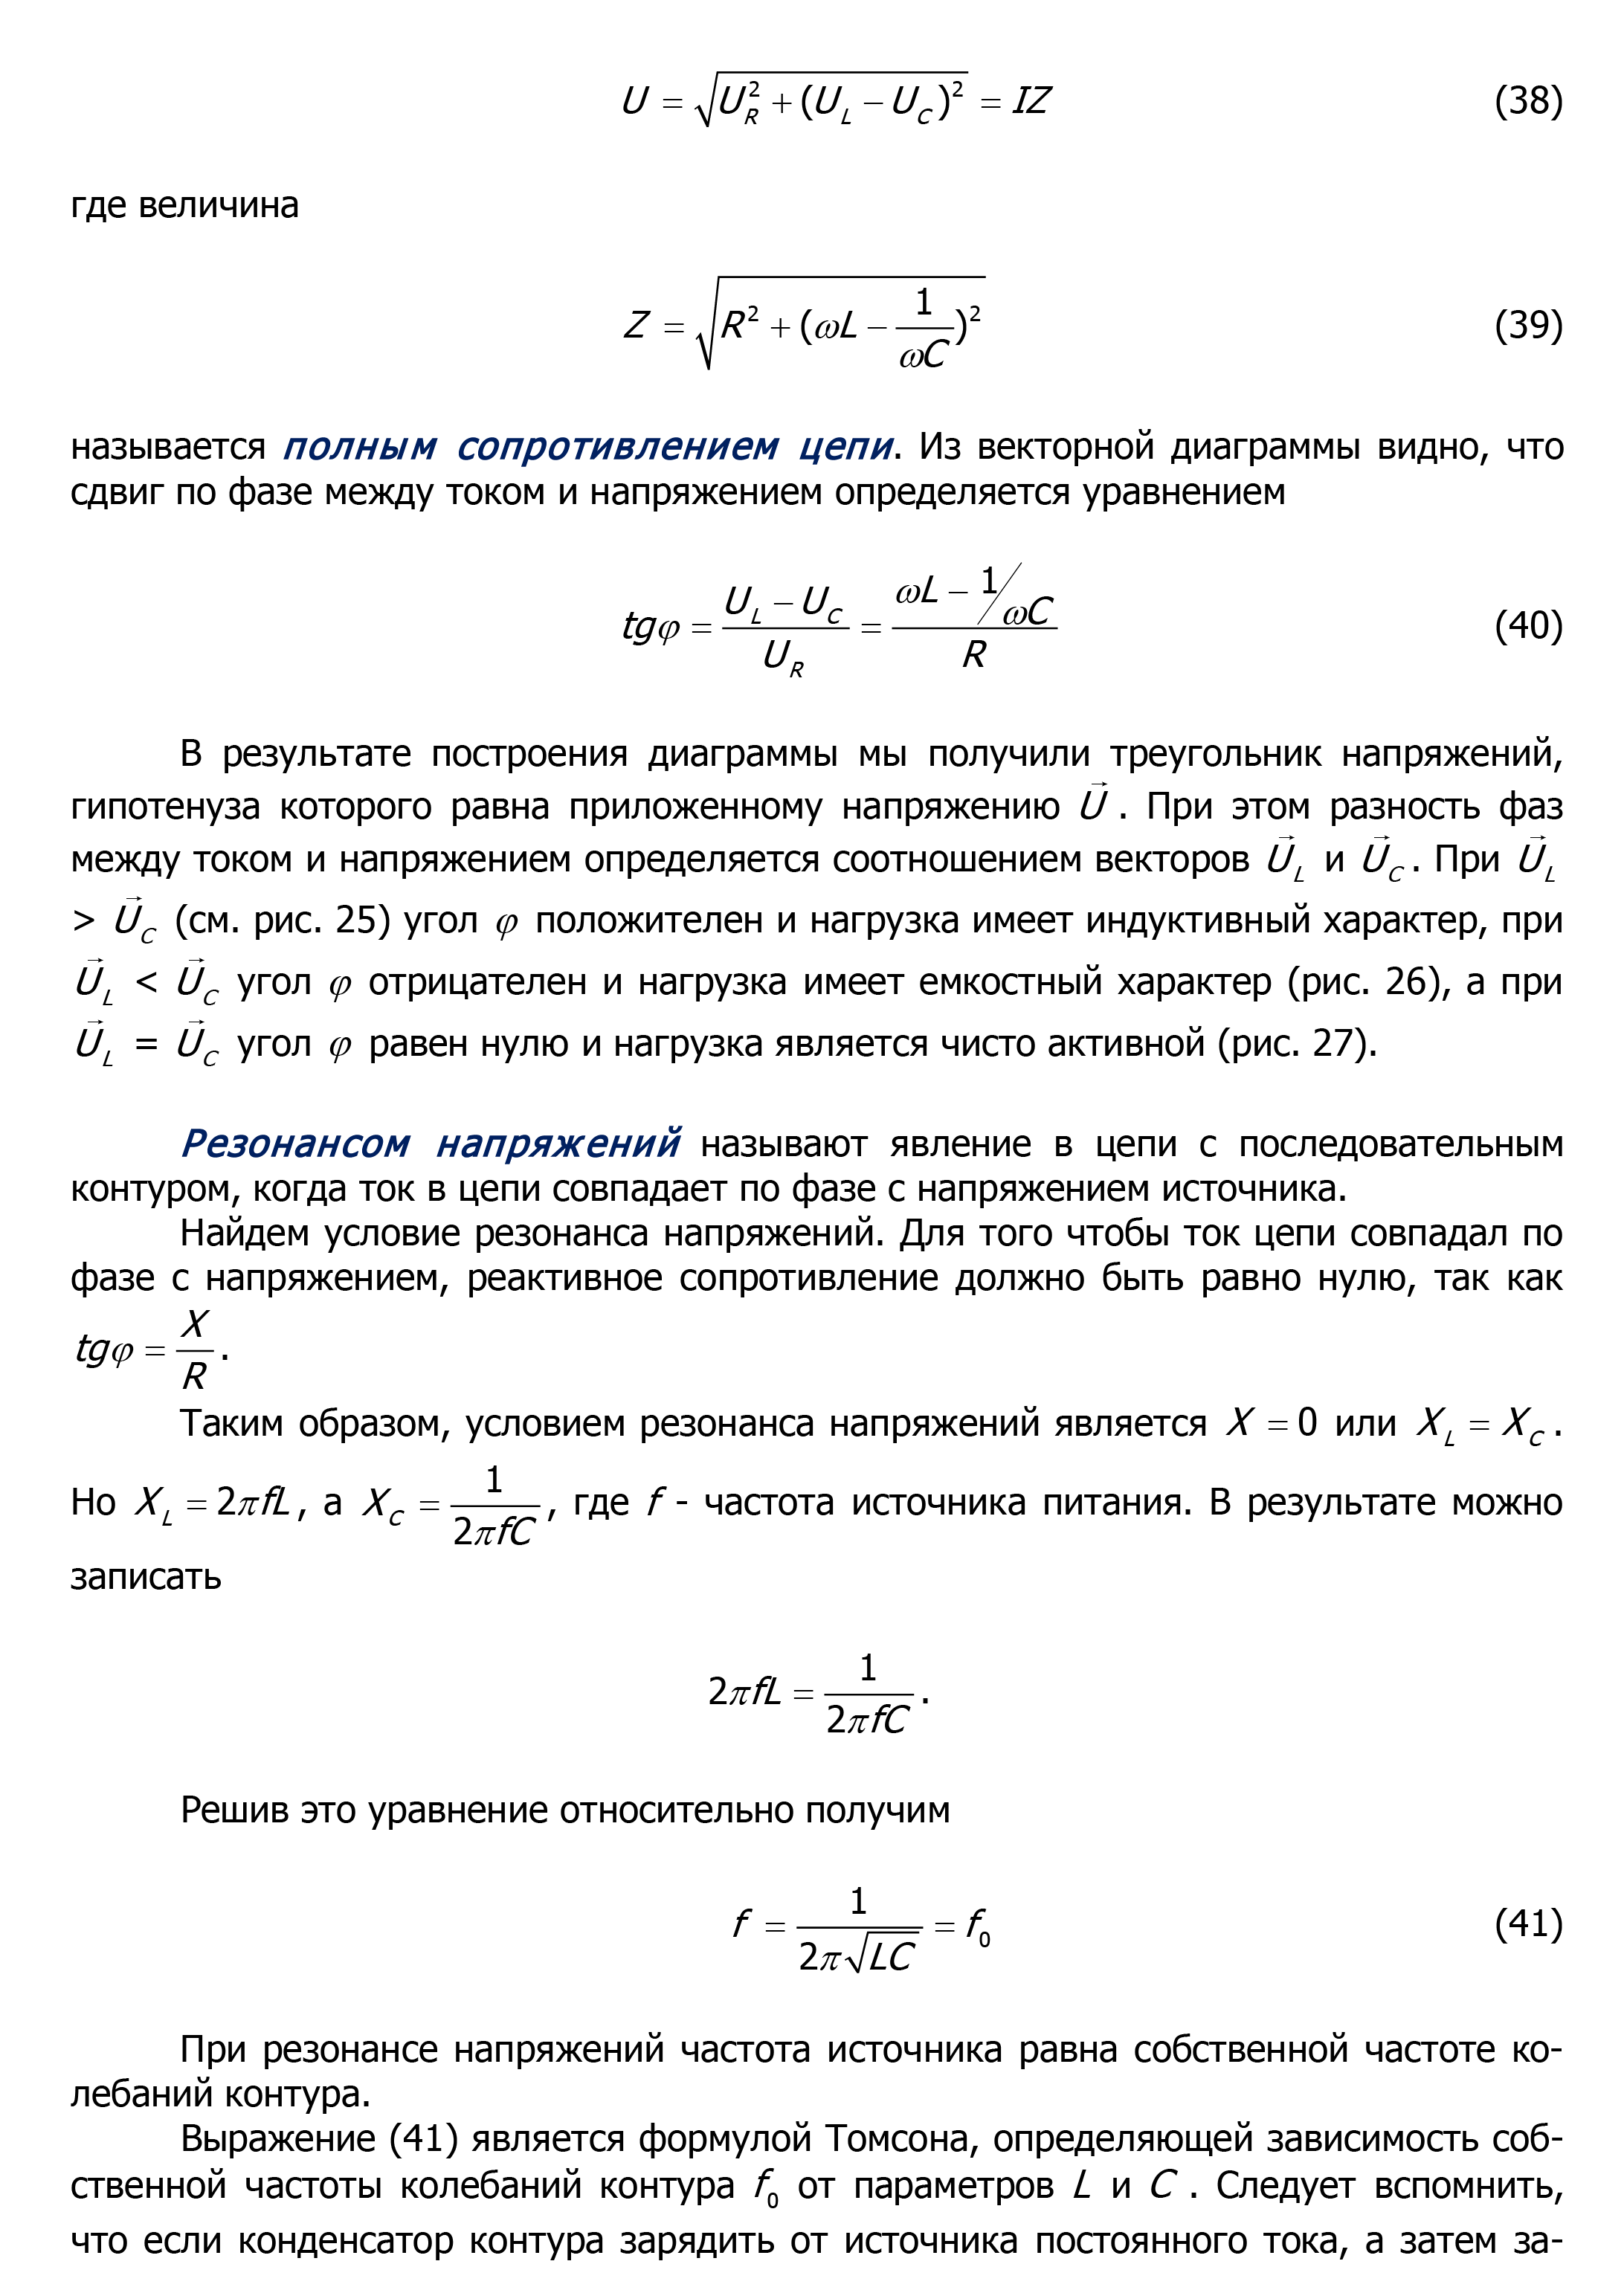 U = √(U_R^2 + (U_L − U_C)^2) = IZ (38)
где величина
Z = √(R^2 + (ωL − 1/ωC)^2) (39)
называется полным сопротивлением цепи. Из векторной диаграммы видно, что
сдвиг по фазе между током и напряжением определяется уравнением
tgφ = (U_L − U_C)/U_R = (ωL − 1/ωC)/R (40)
В результате построения диаграммы мы получили треугольник напряжений,
гипотенуза которого равна приложенному напряжению U⃗ . При этом разность фаз
между током и напряжением определяется соотношением векторов U⃗_L и U⃗_C. При U⃗_L
> U⃗_C (см. рис. 25) угол φ положителен и нагрузка имеет индуктивный характер, при
U⃗_L < U⃗_C угол φ отрицателен и нагрузка имеет емкостный характер (рис. 26), а при
U⃗_L = U⃗_C угол φ равен нулю и нагрузка является чисто активной (рис. 27).
Резонансом напряжений называют явление в цепи с последовательным
контуром, когда ток в цепи совпадает по фазе с напряжением источника.
Найдем условие резонанса напряжений. Для того чтобы ток цепи совпадал по
фазе с напряжением, реактивное сопротивление должно быть равно нулю, так как
tgφ = X/R.
Таким образом, условием резонанса напряжений является X = 0 или X_L = X_C.
Но X_L = 2πfL, а X_C = 1/(2πfC), где f - частота источника питания. В результате можно
записать
2πfL = 1/(2πfC).
Решив это уравнение относительно получим
f = 1/(2π√LC) = f_0 (41)
При резонансе напряжений частота источника равна собственной частоте ко-
лебаний контура.
Выражение (41) является формулой Томсона, определяющей зависимость соб-
ственной частоты колебаний контура f_0 от параметров L и C . Следует вспомнить,
что если конденсатор контура зарядить от источника постоянного тока, а затем за-